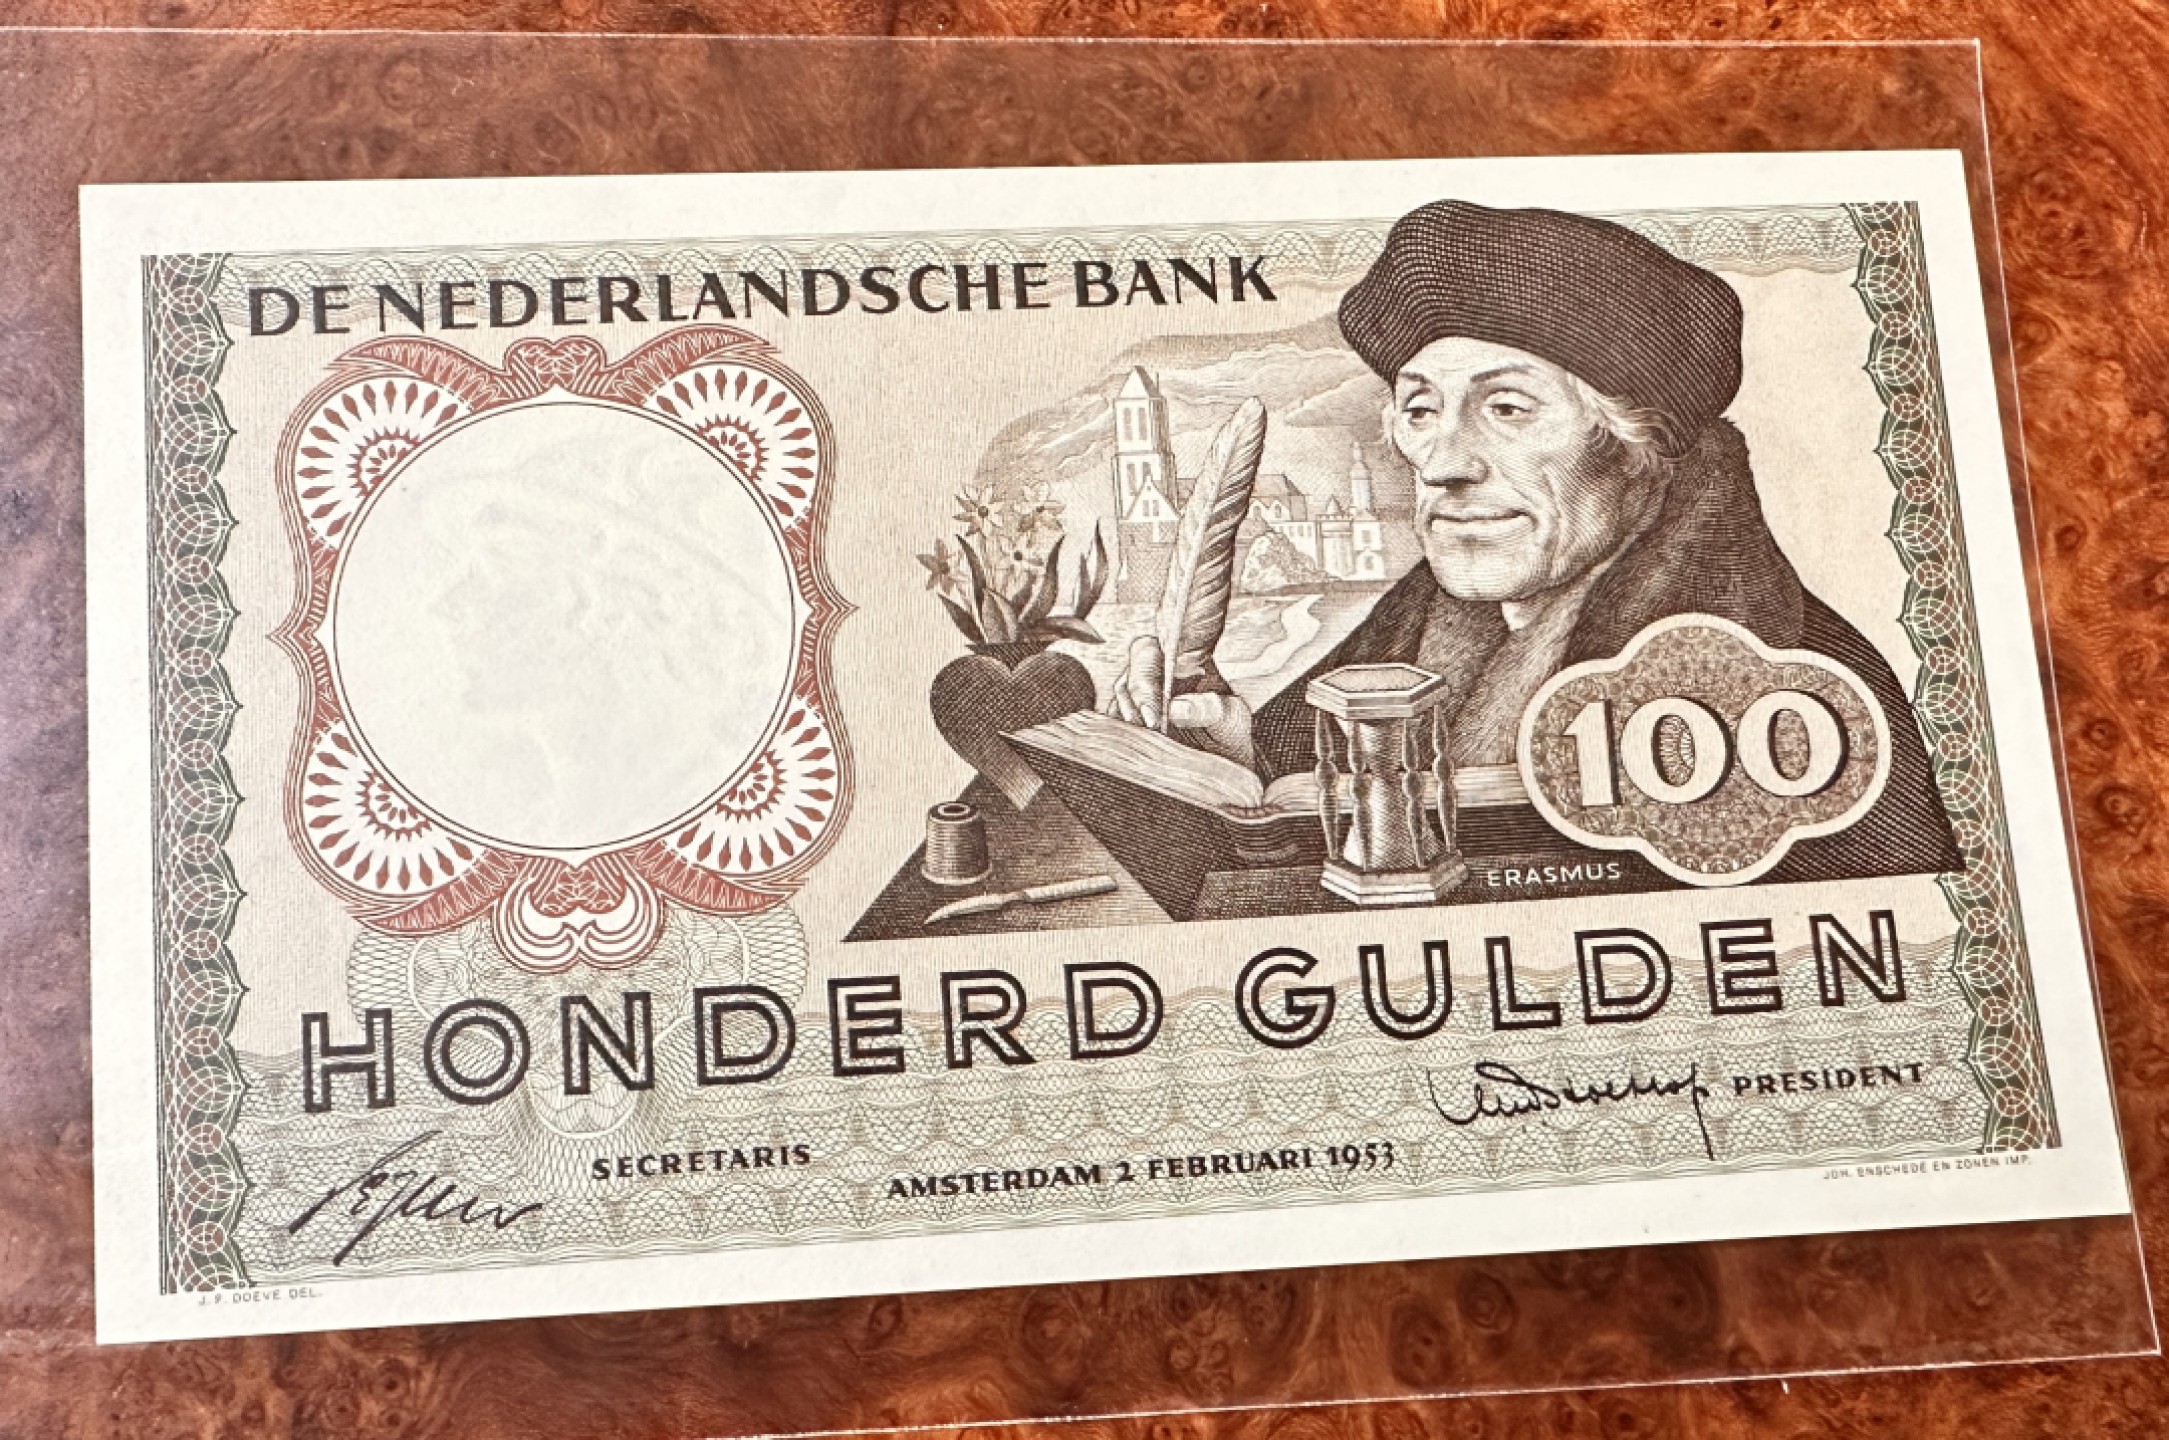 DE NEDERLANDSCHE BANK
100
ERASMUS
HONDERD GULDEN
PRESIDENT
SECRETARIS
AMSTERDAM 2 FEBRUARI 1953
J. F. DOEVE DEL.
JOH. ENSCHEDÉ EN ZONEN IMP.